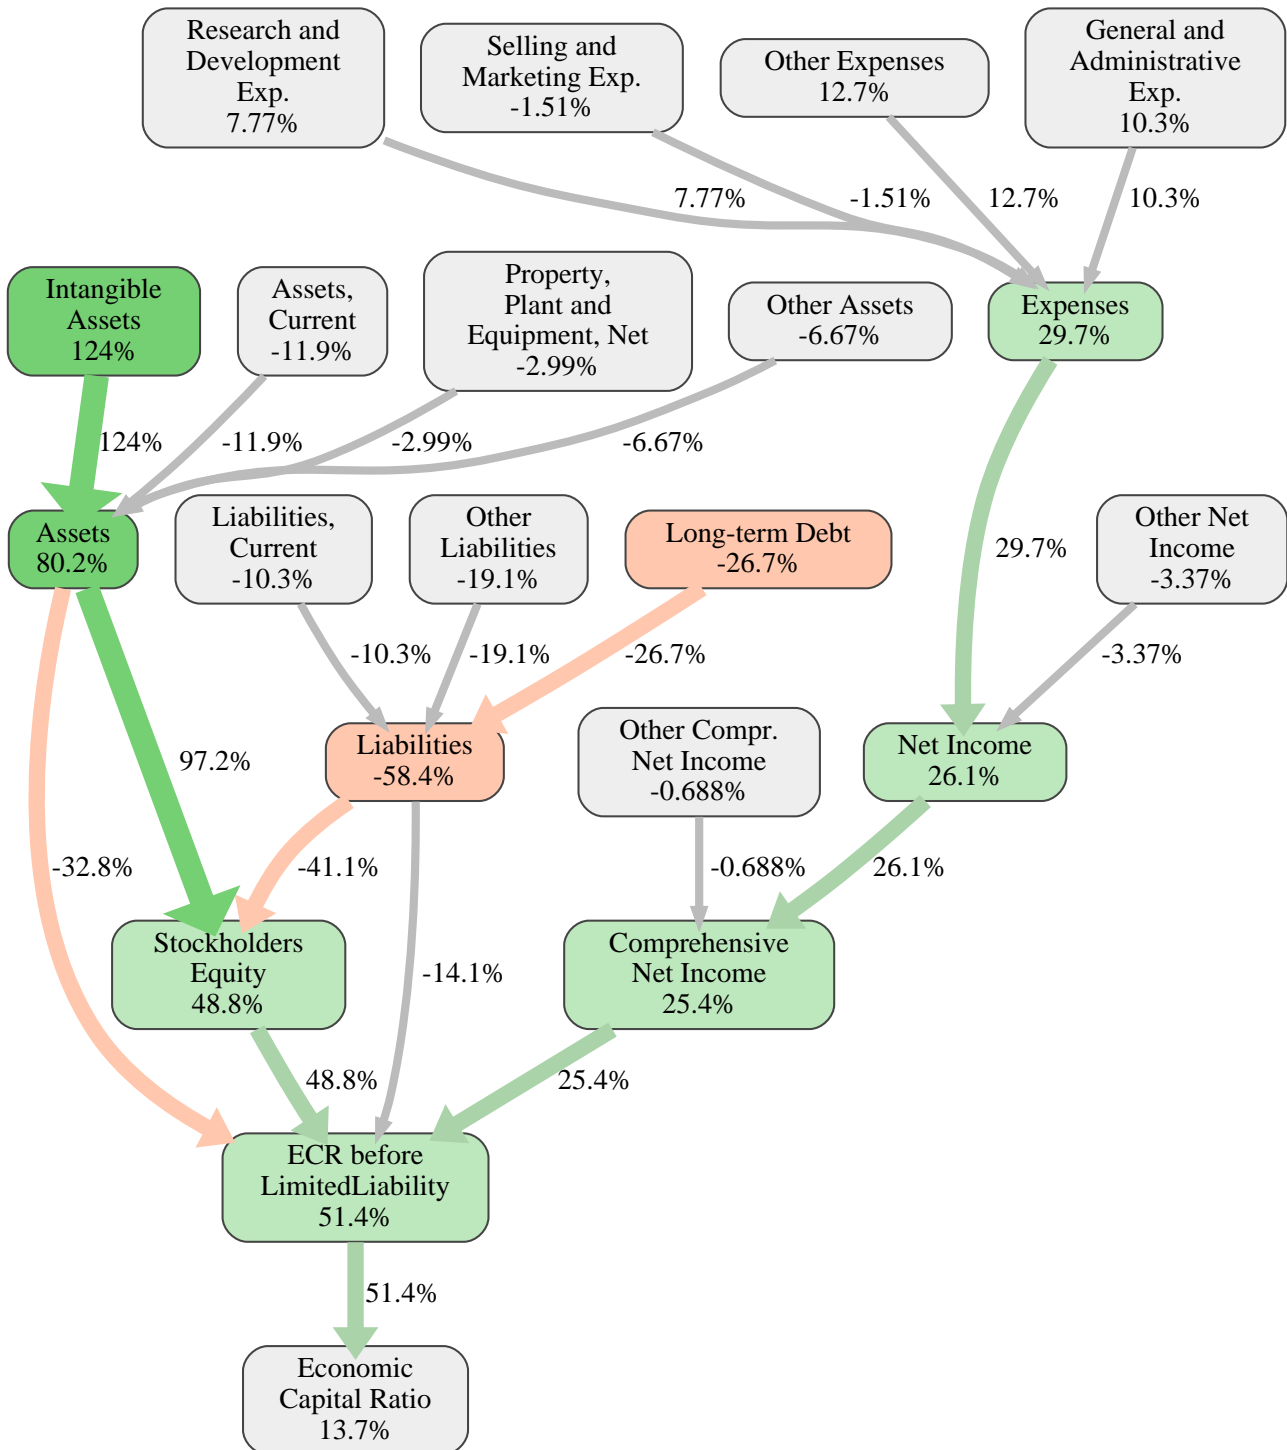 Research and
Development
Exp.
7.77%
Selling and
Marketing Exp.
-1.51%
Other Expenses
12.7%
General and
Administrative
Exp.
10.3%
7.77%
-1.51%
12.7%
10.3%
Intangible
Assets
124%
Assets,
Current
-11.9%
Property,
Plant and
Equipment, Net
-2.99%
Other Assets
-6.67%
Expenses
29.7%
124%
-11.9%
-2.99%
-6.67%
Assets
80.2%
Liabilities,
Current
-10.3%
Other
Liabilities
-19.1%
Long-term Debt
-26.7%
29.7%
Other Net
Income
-3.37%
-10.3%
-19.1%
-26.7%
-3.37%
97.2%
Liabilities
-58.4%
Other Compr.
Net Income
-0.688%
Net Income
26.1%
-32.8%
-41.1%
-0.688%
26.1%
Stockholders
Equity
48.8%
-14.1%
Comprehensive
Net Income
25.4%
48.8%
25.4%
ECR before
LimitedLiability
51.4%
51.4%
Economic
Capital Ratio
13.7%